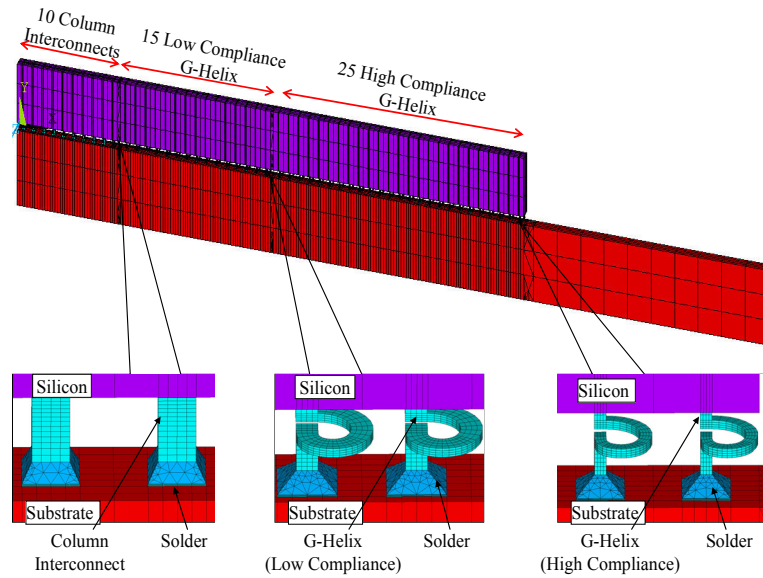 10 Column
Interconnects
15 Low Compliance
G-Helix
25 High Compliance
G-Helix
Y
Z
X
Silicon
Silicon
Silicon
Substrate
Substrate
Substrate
Column
Interconnect
Solder
G-Helix
(Low Compliance)
Solder
G-Helix
(High Compliance)
Solder